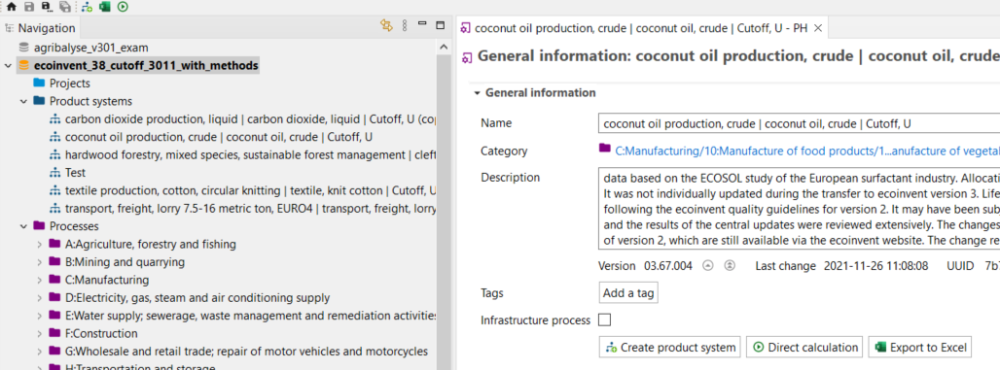 Navigation
agribalyse_v301_exam
ecoinvent_38_cutoff_3011_with_methods
Projects
Product systems
carbon dioxide production, liquid | carbon dioxide, liquid | Cutoff, U (co
coconut oil production, crude | coconut oil, crude | Cutoff, U
hardwood forestry, mixed species, sustainable forest management | cleft
Test
textile production, cotton, circular knitting | textile, knit cotton | Cutoff, U
transport, freight, lorry 7.5-16 metric ton, EURO4 | transport, freight, lorry
Processes
A:Agriculture, forestry and fishing
B:Mining and quarrying
C:Manufacturing
D:Electricity, gas, steam and air conditioning supply
E:Water supply; sewerage, waste management and remediation activities
F:Construction
G:Wholesale and retail trade; repair of motor vehicles and motorcycles
H:Transportation and storage
coconut oil production, crude | coconut oil, crude | Cutoff, U - PH
General information: coconut oil production, crude | coconut oil, crude
General information
Name coconut oil production, crude | coconut oil, crude | Cutoff, U
Category C:Manufacturing/10:Manufacture of food products/1...anufacture of vegetal
Description data based on the ECOSOL study of the European surfactant industry. Allocati
It was not individually updated during the transfer to ecoinvent version 3. Life
following the ecoinvent quality guidelines for version 2. It may have been sub
and the results of the central updates were reviewed extensively. The changes
of version 2, which are still available via the ecoinvent website. The change re
Version 03.67.004 Last change 2021-11-26 11:08:08 UUID 7b7
Tags Add a tag
Infrastructure process
Create product system Direct calculation Export to Excel